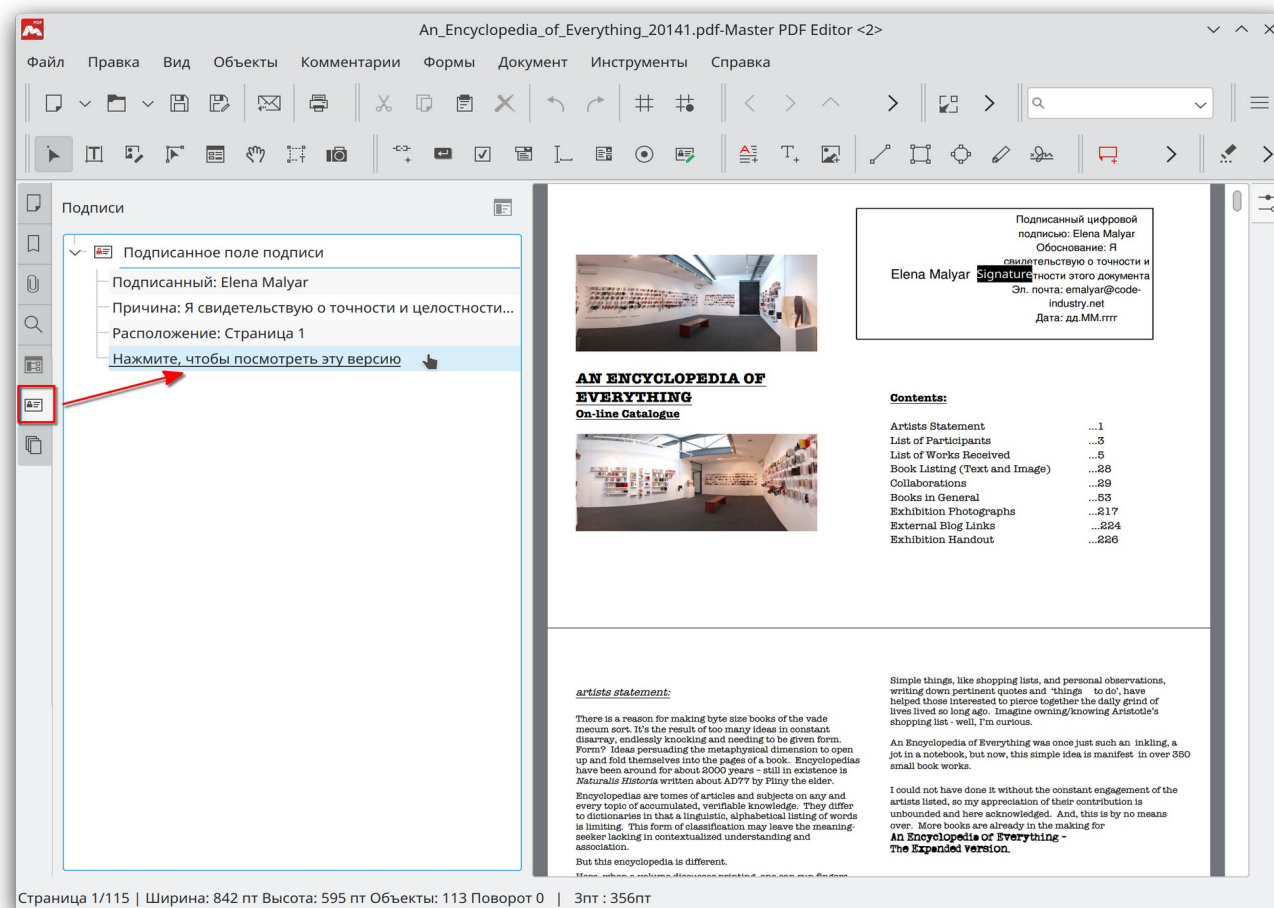 An_Encyclopedia_of_Everything_20141.pdf-Master PDF Editor <2>
Файл Правка Вид Объекты Комментарии Формы Документ Инструменты Справка
Подписи
Подписанное поле подписи
Подписанный: Elena Malyar
Причина: Я свидетельствую о точности и целостности...
Расположение: Страница 1
Нажмите, чтобы посмотреть эту версию
Подписанный цифровой
подписью: Elena Malyar
Обоснование: Я
свидетельствую о точности и
Elena Malyar Signature тности этого документа
Эл. почта: emalyar@code-
industry.net
Дата: дд.ММ.гггг
AN ENCYCLOPEDIA OF
EVERYTHING
On-line Catalogue
Contents:
Artists Statement ...1
List of Participants ...3
List of Works Received ...5
Book Listing (Text and Image) ...28
Collaborations ...29
Books in General ...53
Exhibition Photographs ...217
External Blog Links ...224
Exhibition Handout ...226
artists statement:
There is a reason for making byte size books of the vade
mecum sort. It's the result of too many ideas in constant
disarray, endlessly knocking and needing to be given form.
Form? Ideas persuading the metaphysical dimension to open
up and fold themselves into the pages of a book. Encyclopedias
have been around for about 2000 years – still in existence is
Naturalis Historia written about AD77 by Pliny the elder.
Encyclopedias are tomes of articles and subjects on any and
every topic of accumulated, verifiable knowledge. They differ
to dictionaries in that a linguistic, alphabetical listing of words
is limiting. This form of classification may leave the meaning-
seeker lacking in contextualized understanding and
association.
But this encyclopedia is different.
Simple things, like shopping lists, and personal observations,
writing down pertinent quotes and 'things to do', have
helped those interested to pierce together the daily grind of
lives lived so long ago. Imagine owning/knowing Aristotle's
shopping list - well, I'm curious.
An Encyclopedia of Everything was once just such an inkling, a
jot in a notebook, but now, this simple idea is manifest in over 350
small book works.
I could not have done it without the constant engagement of the
artists listed, so my appreciation of their contribution is
unbounded and here acknowledged. And, this is by no means
over. More books are already in the making for
An Encyclopedia of Everything –
The Expanded Version.
Страница 1/115 | Ширина: 842 пт Высота: 595 пт Объекты: 113 Поворот 0 | 3пт : 356пт